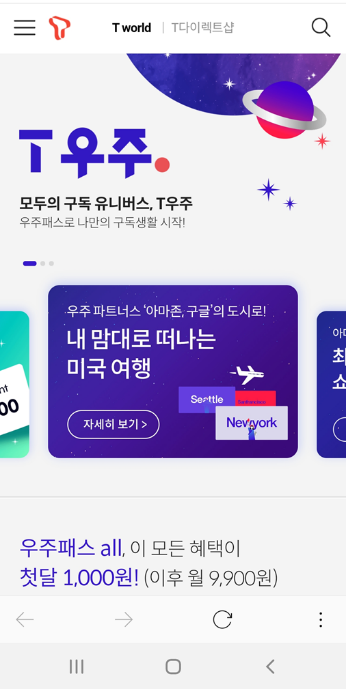 T world | T다이렉트샵
T우주.
모두의 구독 유니버스, T우주
우주패스로 나만의 구독생활 시작!
우주 파트너스 ‘아마존, 구글’의 도시로!
내 맘대로 떠나는
미국 여행
Seattle
Newyork
자세히 보기 >
nt
00
아마
최
쇼
우주패스 all, 이 모든 혜택이
첫달 1,000원! (이후 월 9,900원)